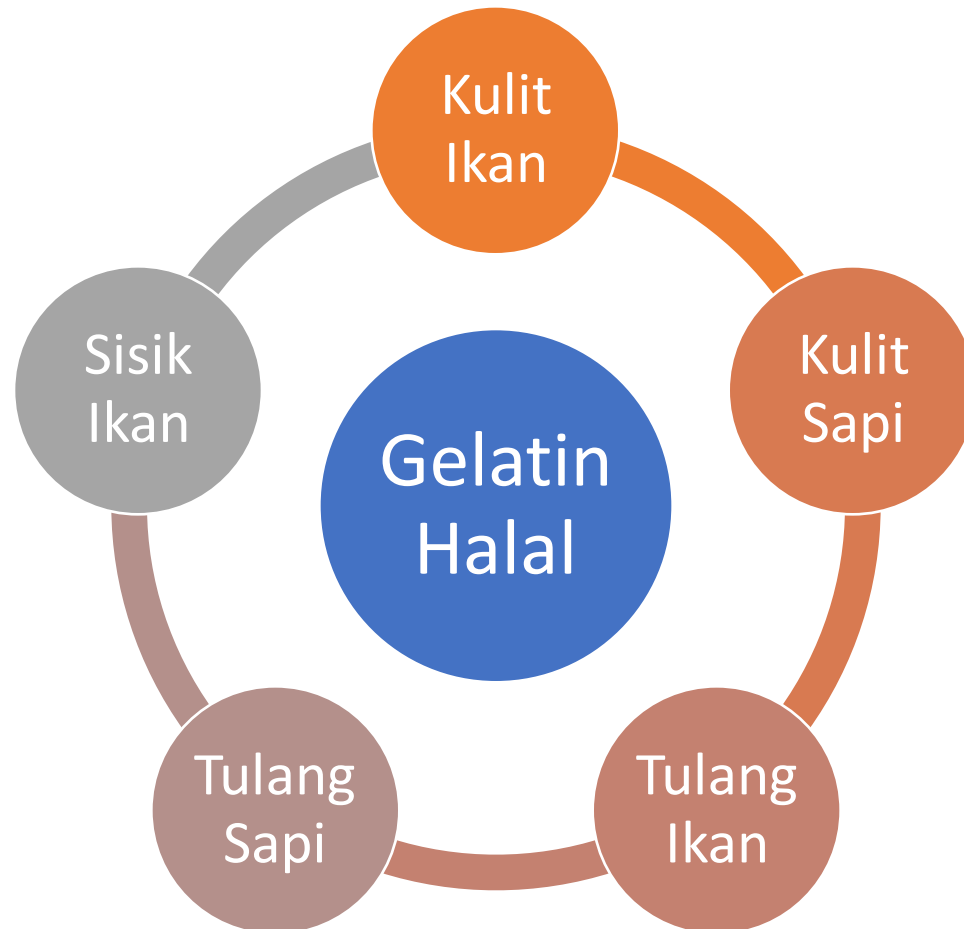 Kulit
Ikan
Kulit
Sapi
Tulang
Ikan
Tulang
Sapi
Sisik
Ikan
Gelatin
Halal